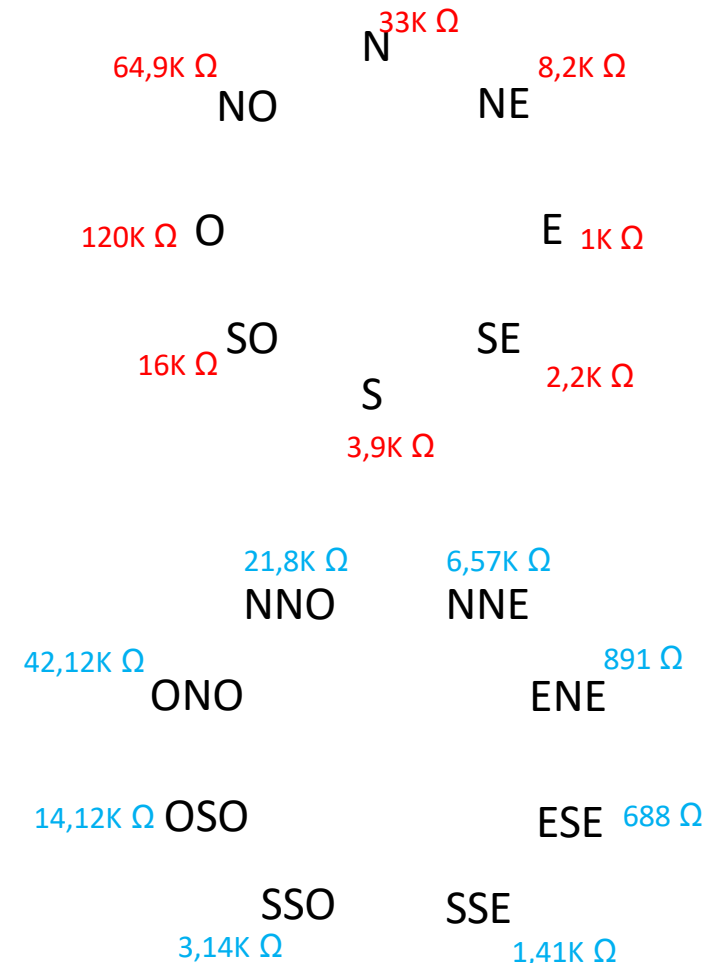 33K Ω
N
64,9K Ω
8,2K Ω
NO
NE
120K Ω O
E 1K Ω
SO
SE
16K Ω
2,2K Ω
S
3,9K Ω
21,8K Ω
6,57K Ω
NNO
NNE
42,12K Ω
891 Ω
ONO
ENE
14,12K Ω OSO
ESE 688 Ω
SSO
SSE
3,14K Ω
1,41K Ω